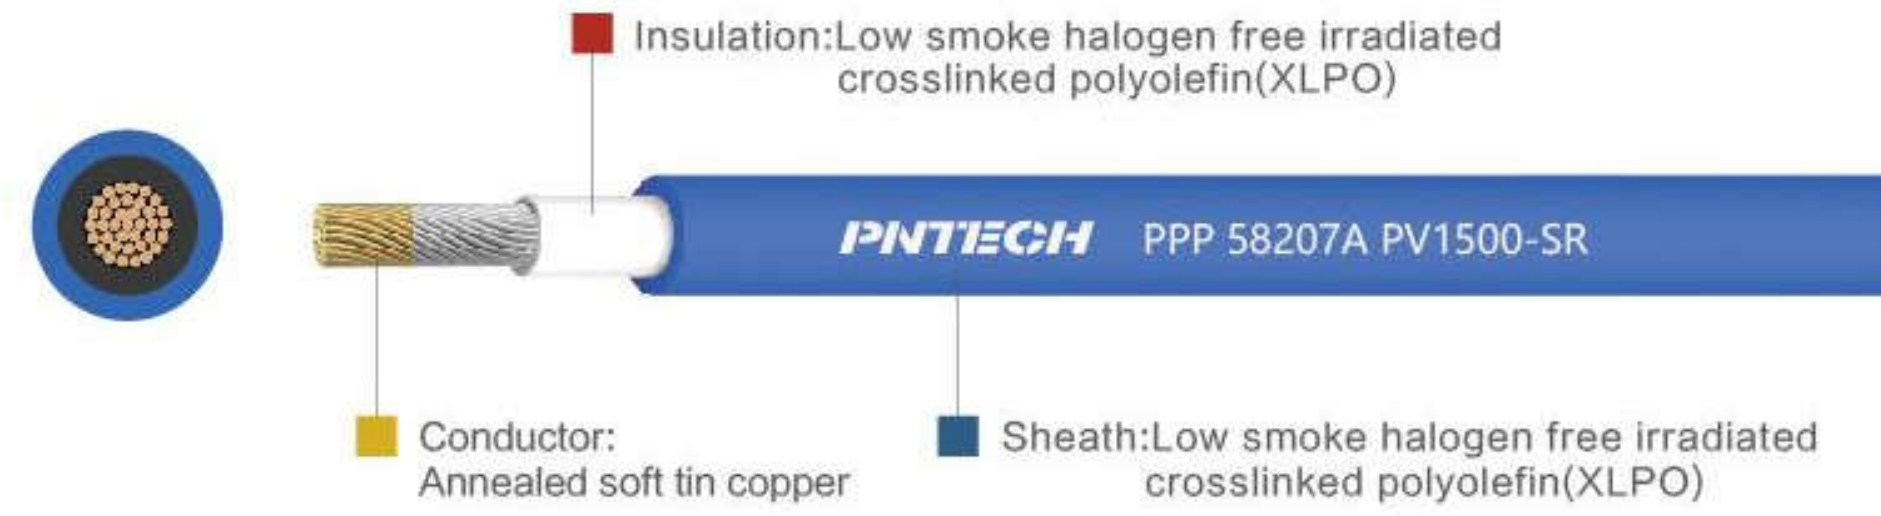 Insulation:Low smoke halogen free irradiated
crosslinked polyolefin(XLPO)
PNTECH PPP 58207A PV1500-SR
Conductor:
Annealed soft tin copper
Sheath:Low smoke halogen free irradiated
crosslinked polyolefin(XLPO)